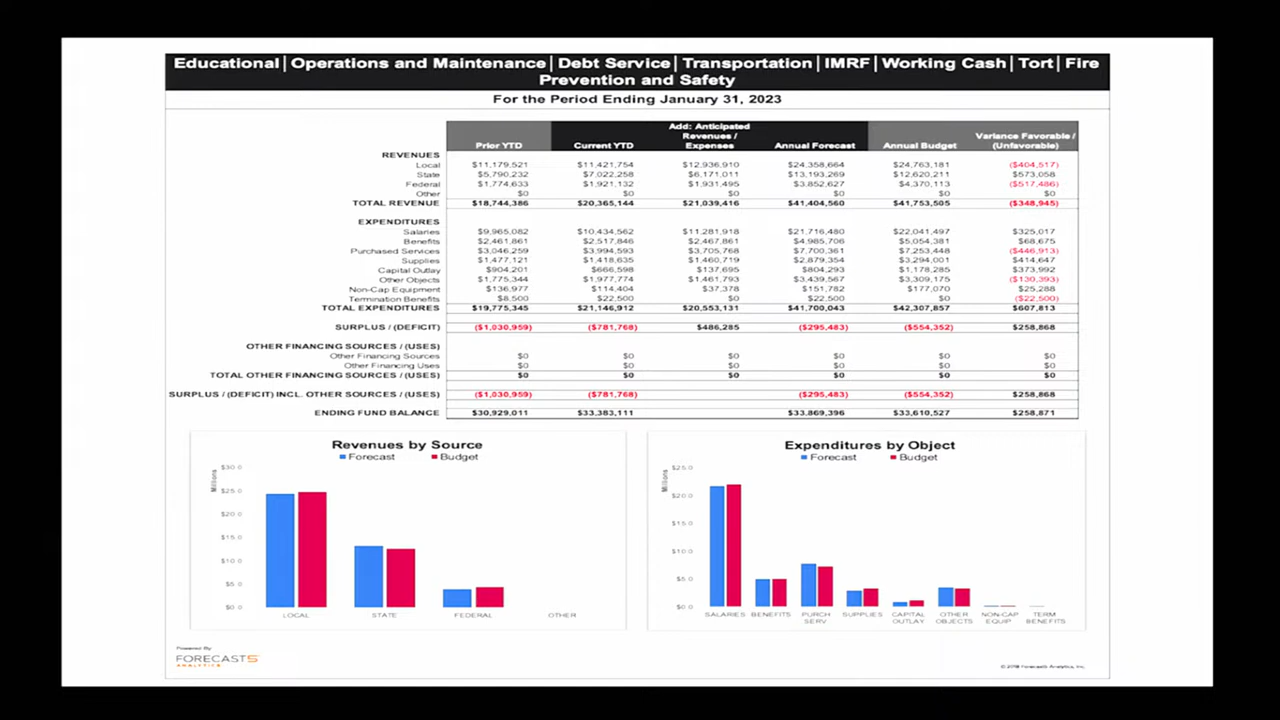 Educational|Operations and Maintenance|Debt Service|Transportation|IMRF|Working Cash|Tort|Fire
Prevention and Safety
For the Period Ending January 31, 2023
Prior YTD Current YTD Add: Anticipated Revenues / Expenses Annual Forecast Annual Budget Variance Favorable / (Unfavorable)
REVENUES
Local $11,179,521 $11,421,754 $12,936,910 $24,358,664 $24,763,181 ($404,517)
State $5,790,232 $7,022,258 $6,171,011 $13,193,269 $12,620,211 $573,058
Federal $1,774,633 $1,921,132 $1,931,495 $3,852,627 $4,370,113 ($517,486)
Other $0 $0 $0 $0 $0 $0
TOTAL REVENUE $18,744,386 $20,365,144 $21,039,416 $41,404,560 $41,753,505 ($348,945)
EXPENDITURES
Salaries $9,965,082 $10,434,562 $11,281,918 $21,716,480 $22,041,497 $325,017
Benefits $2,461,861 $2,517,846 $2,467,861 $4,985,706 $5,054,381 $68,675
Purchased Services $3,046,259 $3,994,593 $3,705,768 $7,700,361 $7,253,448 ($446,913)
Supplies $1,477,121 $1,418,635 $1,460,719 $2,879,354 $3,294,001 $414,647
Capital Outlay $904,201 $666,598 $137,695 $804,293 $1,178,285 $373,992
Other Objects $1,775,344 $1,977,774 $1,461,793 $3,439,567 $3,309,175 ($130,393)
Non-Cap Equipment $136,977 $114,404 $37,378 $151,782 $177,070 $25,288
Termination Benefits $8,500 $22,500 $0 $22,500 $0 ($22,500)
TOTAL EXPENDITURES $19,775,345 $21,146,912 $20,553,131 $41,700,043 $42,307,857 $607,813
SURPLUS / (DEFICIT) ($1,030,959) ($781,768) $486,285 ($295,483) ($554,352) $258,868
OTHER FINANCING SOURCES / (USES)
Other Financing Sources $0 $0 $0 $0 $0 $0
Other Financing Uses $0 $0 $0 $0 $0 $0
TOTAL OTHER FINANCING SOURCES / (USES) $0 $0 $0 $0 $0 $0
SURPLUS / (DEFICIT) INCL. OTHER SOURCES / (USES) ($1,030,959) ($781,768) ($295,483) ($554,352) $258,868
ENDING FUND BALANCE $30,929,011 $33,383,111 $33,869,396 $33,610,527 $258,871
Revenues by Source
Forecast Budget
Millions
$30.0
$25.0
$20.0
$15.0
$10.0
$5.0
$0.0
LOCAL STATE FEDERAL OTHER
Expenditures by Object
Forecast Budget
Millions
$25.0
$20.0
$15.0
$10.0
$5.0
$0.0
SALARIES BENEFITS PURCH SERV SUPPLIES CAPITAL OUTLAY OTHER OBJECTS NON-CAP EQUIP TERM BENEFITS
Powered By:
FORECAST5
ANALYTICS
© 2018 Forecast5 Analytics, Inc.